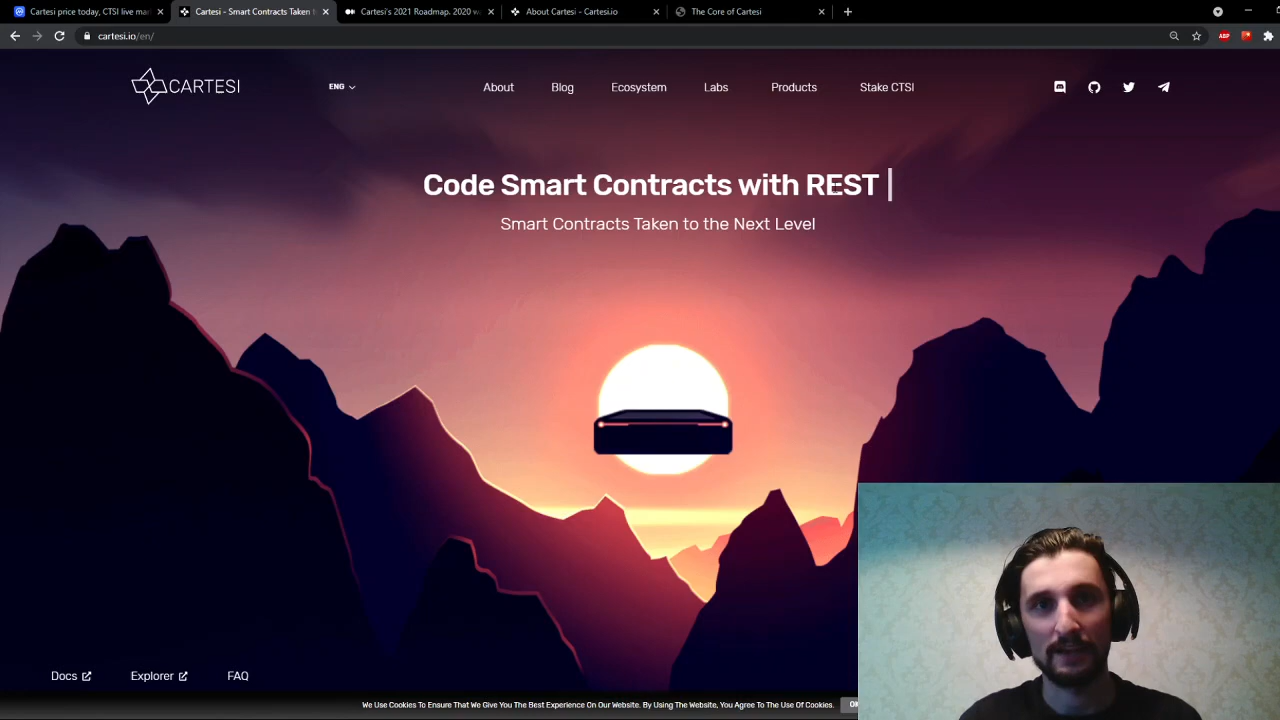 Cartesi price today, CTSI live mar
Cartesi - Smart Contracts Taken t
Cartesi's 2021 Roadmap. 2020 w
About Cartesi - Cartesi.io
The Core of Cartesi
cartesi.io/en/
ABP
CARTESI
ENG
About
Blog
Ecosystem
Labs
Products
Stake CTSI
Code Smart Contracts with REST
Smart Contracts Taken to the Next Level
Docs
Explorer
FAQ
We Use Cookies To Ensure That We Give You The Best Experience On Our Website. By Using The Website, You Agree To The Use Of Cookies.